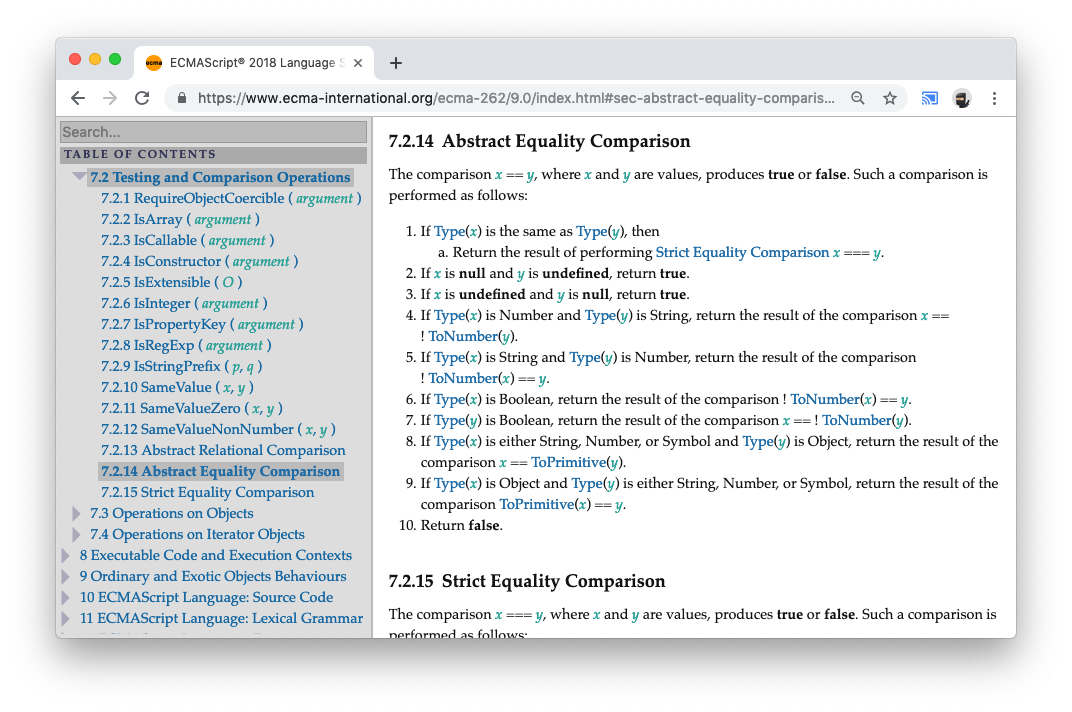 ecma
ECMAScript® 2018 Language S
https://www.ecma-international.org/ecma-262/9.0/index.html#sec-abstract-equality-comparis...
Search...
TABLE OF CONTENTS
7.2 Testing and Comparison Operations
7.2.1 RequireObjectCoercible ( argument )
7.2.2 IsArray ( argument )
7.2.3 IsCallable ( argument )
7.2.4 IsConstructor ( argument )
7.2.5 IsExtensible ( O )
7.2.6 IsInteger ( argument )
7.2.7 IsPropertyKey ( argument )
7.2.8 IsRegExp ( argument )
7.2.9 IsStringPrefix ( p, q )
7.2.10 SameValue ( x, y )
7.2.11 SameValueZero ( x, y )
7.2.12 SameValueNonNumber ( x, y )
7.2.13 Abstract Relational Comparison
7.2.14 Abstract Equality Comparison
7.2.15 Strict Equality Comparison
7.3 Operations on Objects
7.4 Operations on Iterator Objects
8 Executable Code and Execution Contexts
9 Ordinary and Exotic Objects Behaviours
10 ECMAScript Language: Source Code
11 ECMAScript Language: Lexical Grammar
7.2.14 Abstract Equality Comparison
The comparison x == y, where x and y are values, produces true or false. Such a comparison is
performed as follows:
1. If Type(x) is the same as Type(y), then
a. Return the result of performing Strict Equality Comparison x === y.
2. If x is null and y is undefined, return true.
3. If x is undefined and y is null, return true.
4. If Type(x) is Number and Type(y) is String, return the result of the comparison x ==
! ToNumber(y).
5. If Type(x) is String and Type(y) is Number, return the result of the comparison
! ToNumber(x) == y.
6. If Type(x) is Boolean, return the result of the comparison ! ToNumber(x) == y.
7. If Type(y) is Boolean, return the result of the comparison x == ! ToNumber(y).
8. If Type(x) is either String, Number, or Symbol and Type(y) is Object, return the result of the
comparison x == ToPrimitive(y).
9. If Type(x) is Object and Type(y) is either String, Number, or Symbol, return the result of the
comparison ToPrimitive(x) == y.
10. Return false.
7.2.15 Strict Equality Comparison
The comparison x === y, where x and y are values, produces true or false. Such a comparison is
performed as follows: